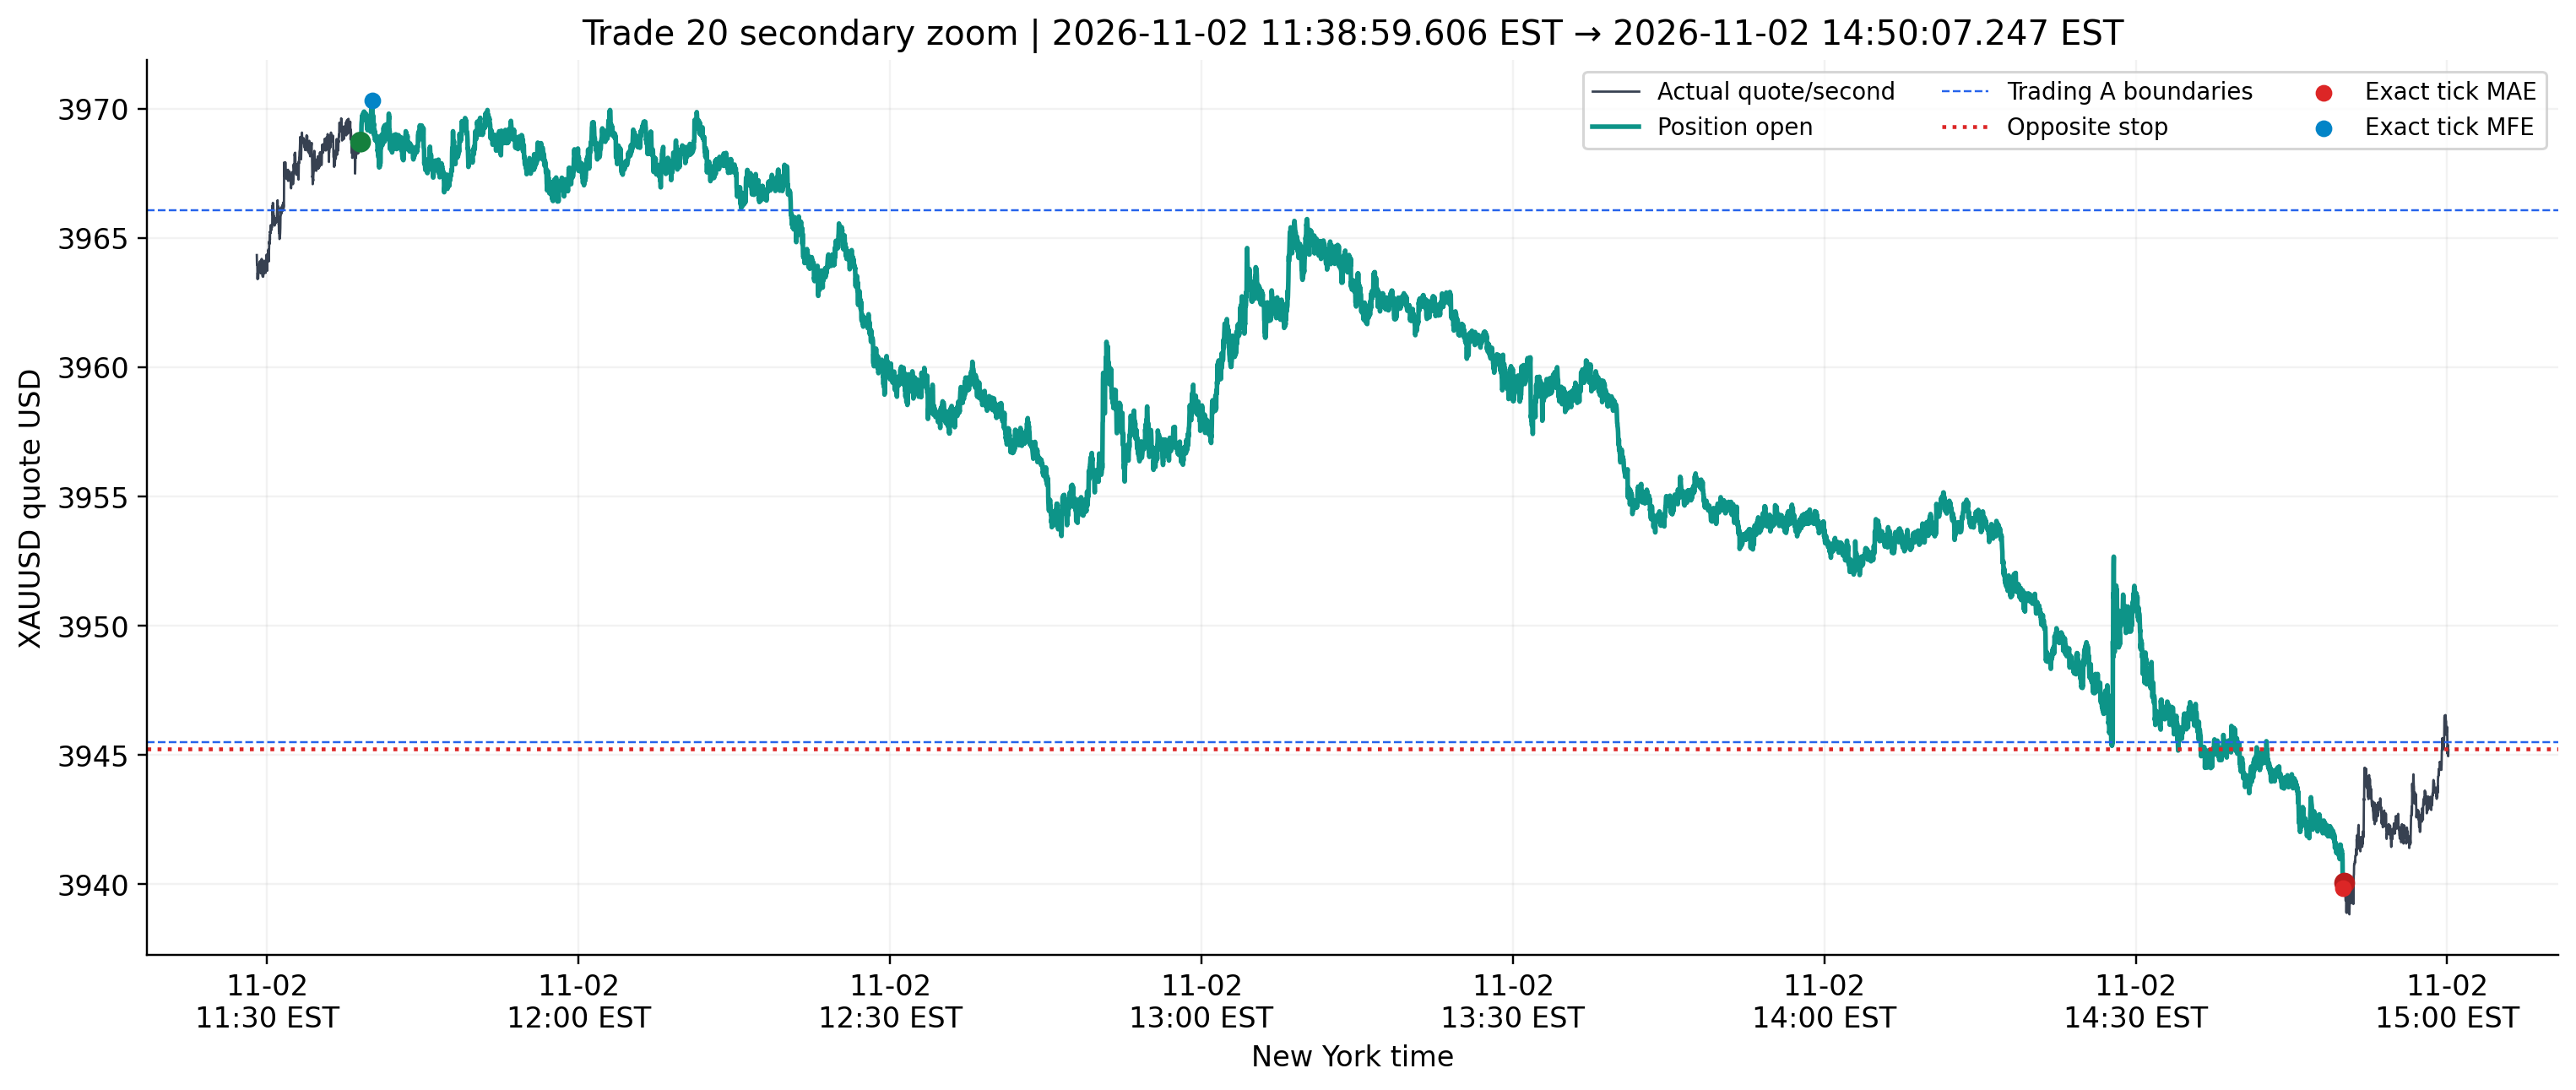 Trade 20 secondary zoom | 2026-11-02 11:38:59.606 EST → 2026-11-02 14:50:07.247 EST
Actual quote/second
Position open
Trading A boundaries
Opposite stop
Exact tick MAE
Exact tick MFE
XAUUSD quote USD
3970
3965
3960
3955
3950
3945
3940
11-02
11:30 EST
11-02
12:00 EST
11-02
12:30 EST
11-02
13:00 EST
11-02
13:30 EST
11-02
14:00 EST
11-02
14:30 EST
11-02
15:00 EST
New York time